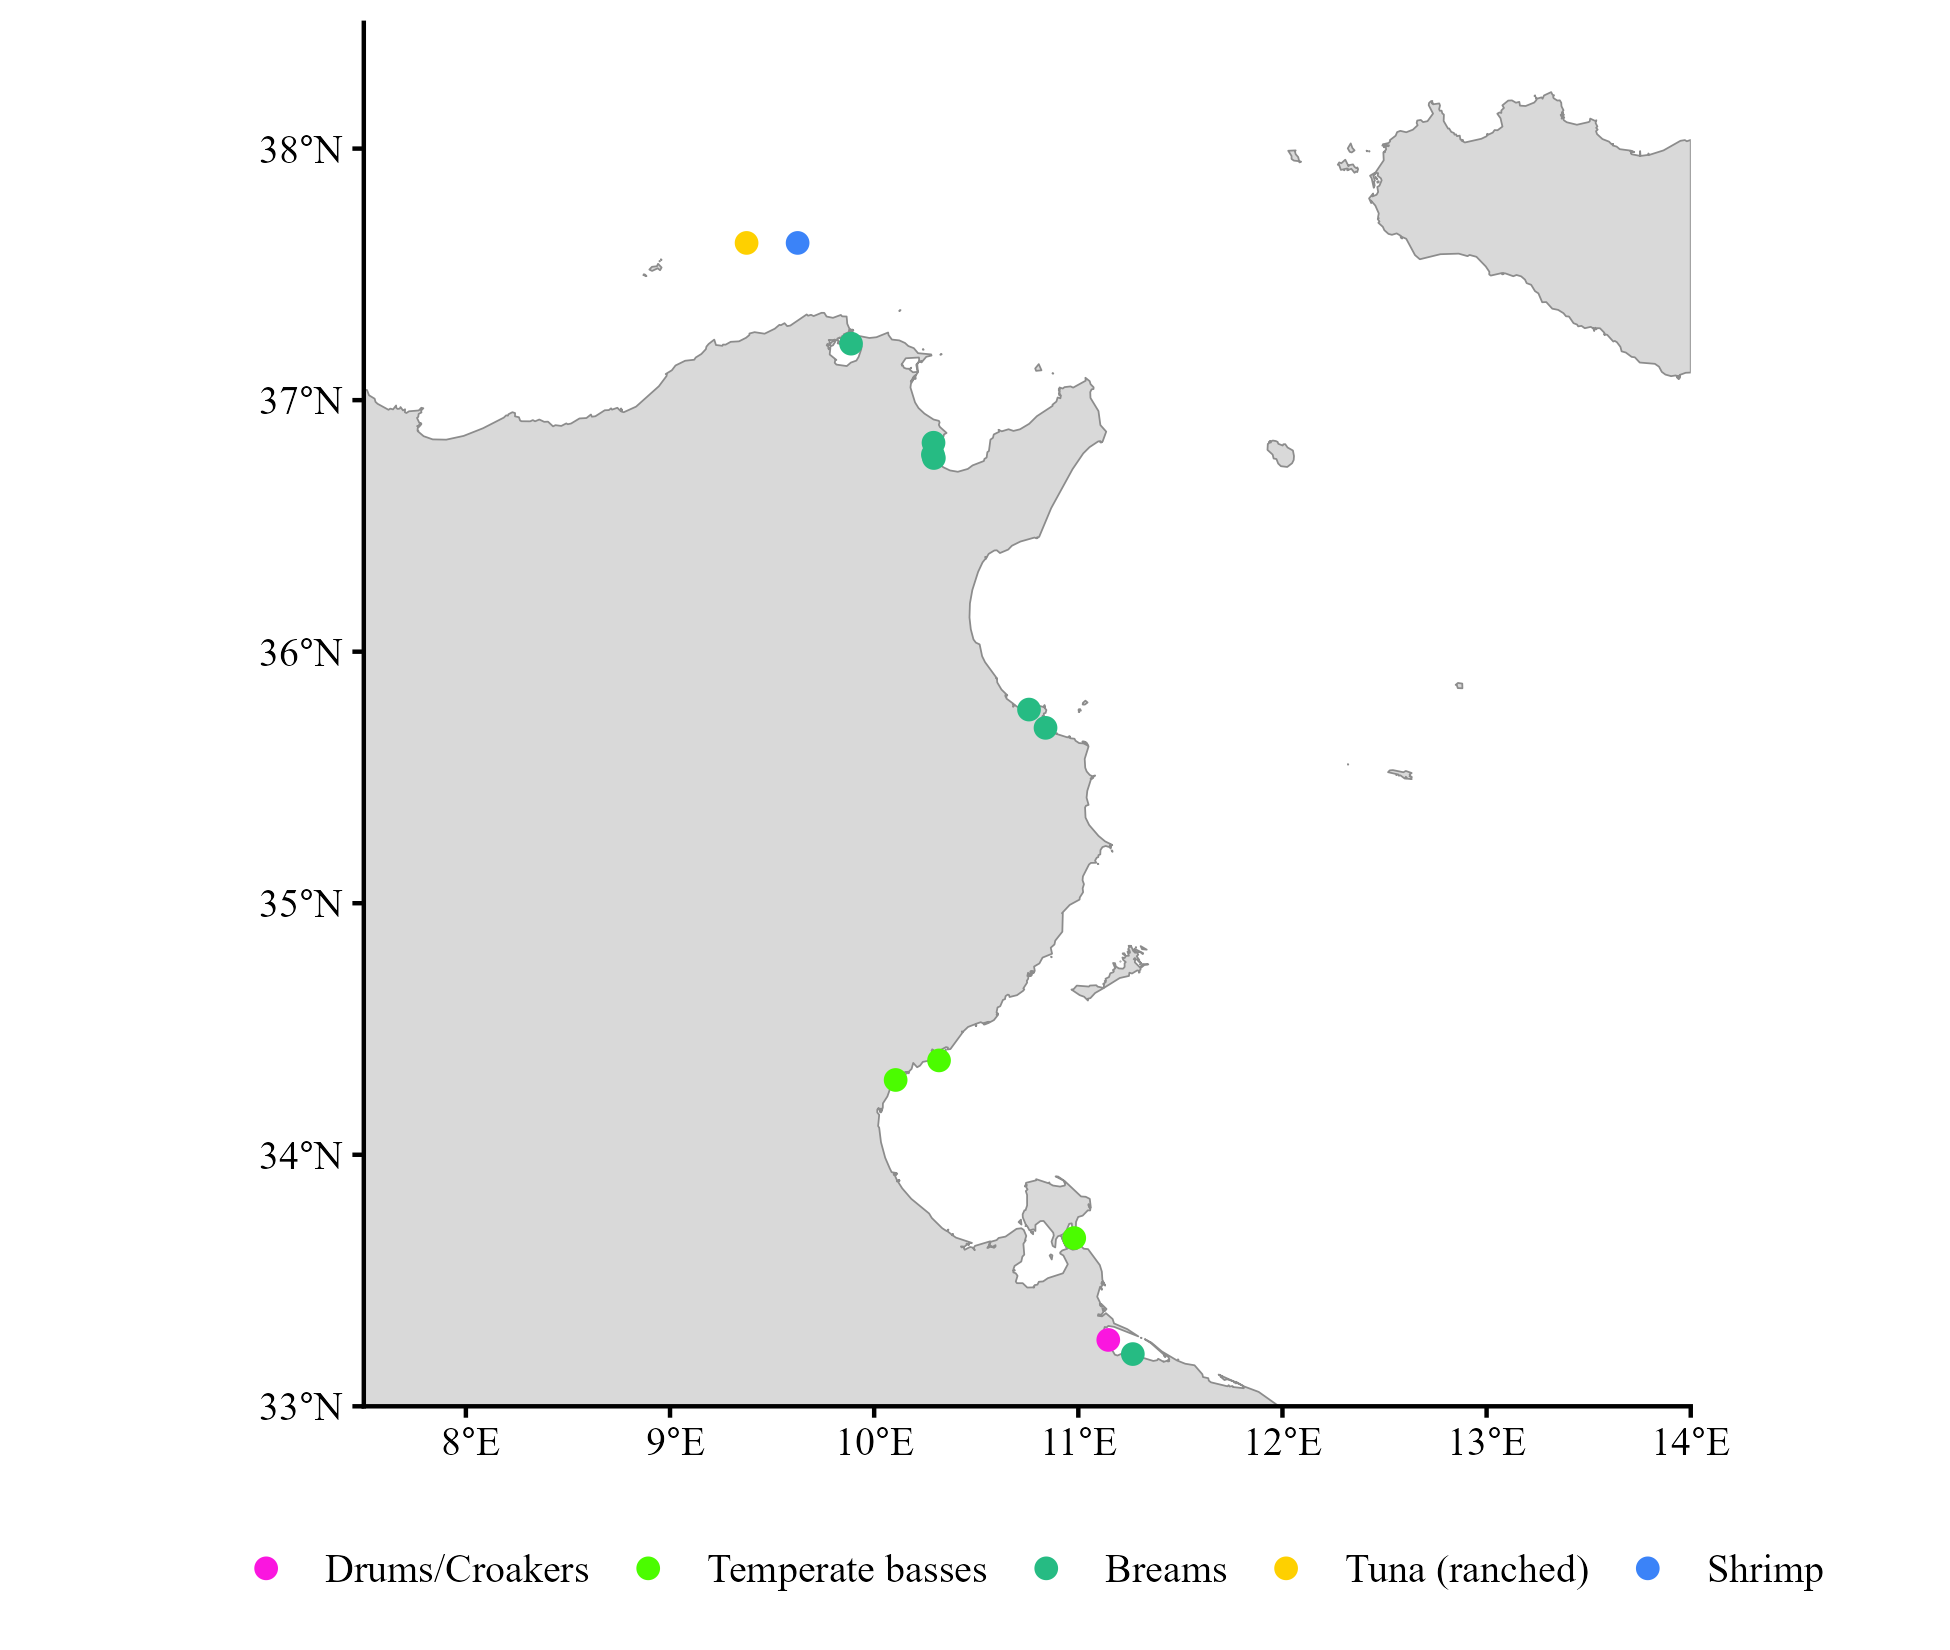 38°N
37°N
36°N
35°N
34°N
33°N
8°E 9°E 10°E 11°E 12°E 13°E 14°E
Drums/Croakers Temperate basses Breams Tuna (ranched) Shrimp